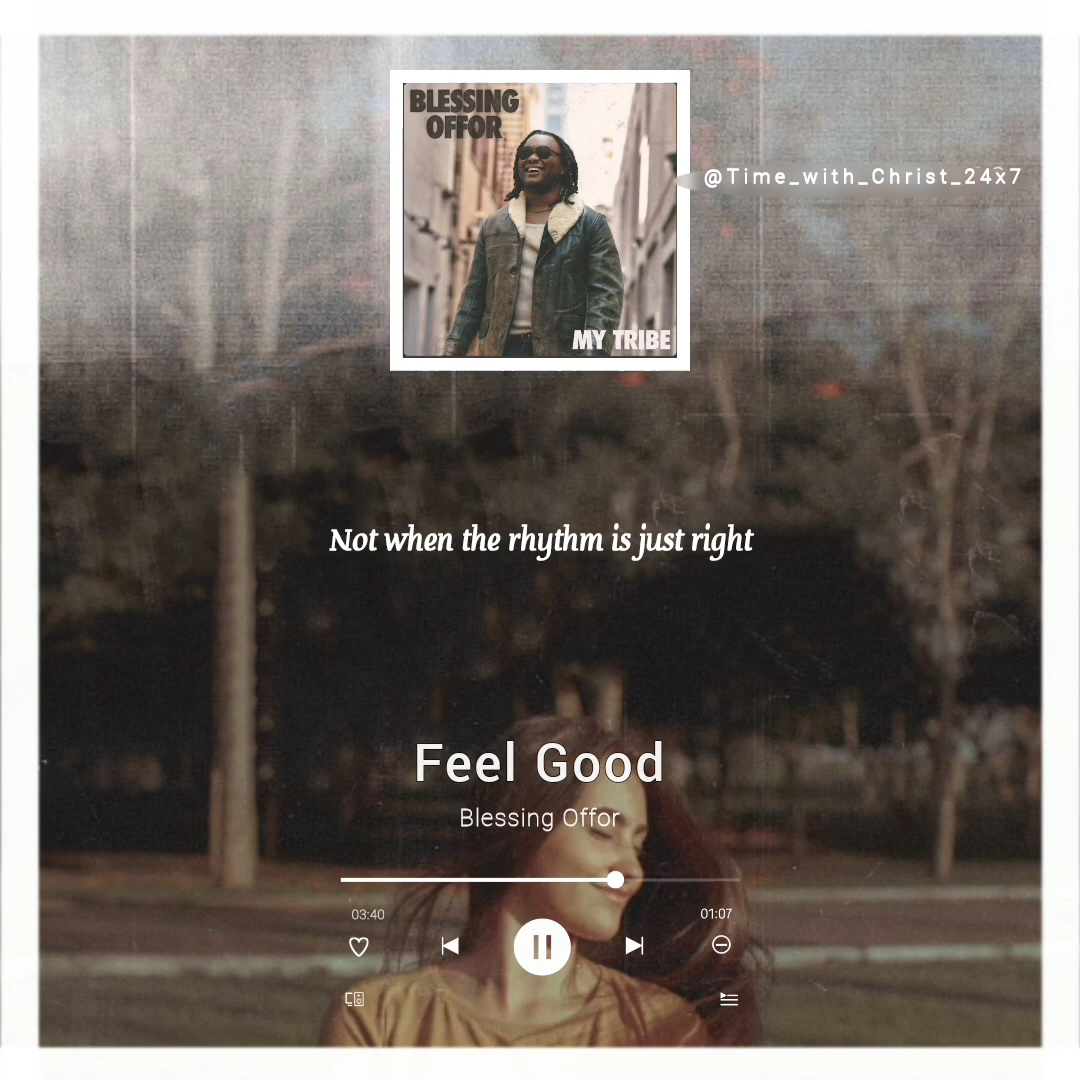 BLESSING
OFFOR
MY TRIBE
@Time_with_Christ_24x7
Not when the rhythm is just right
Feel Good
Blessing Offor
03:40
01:07